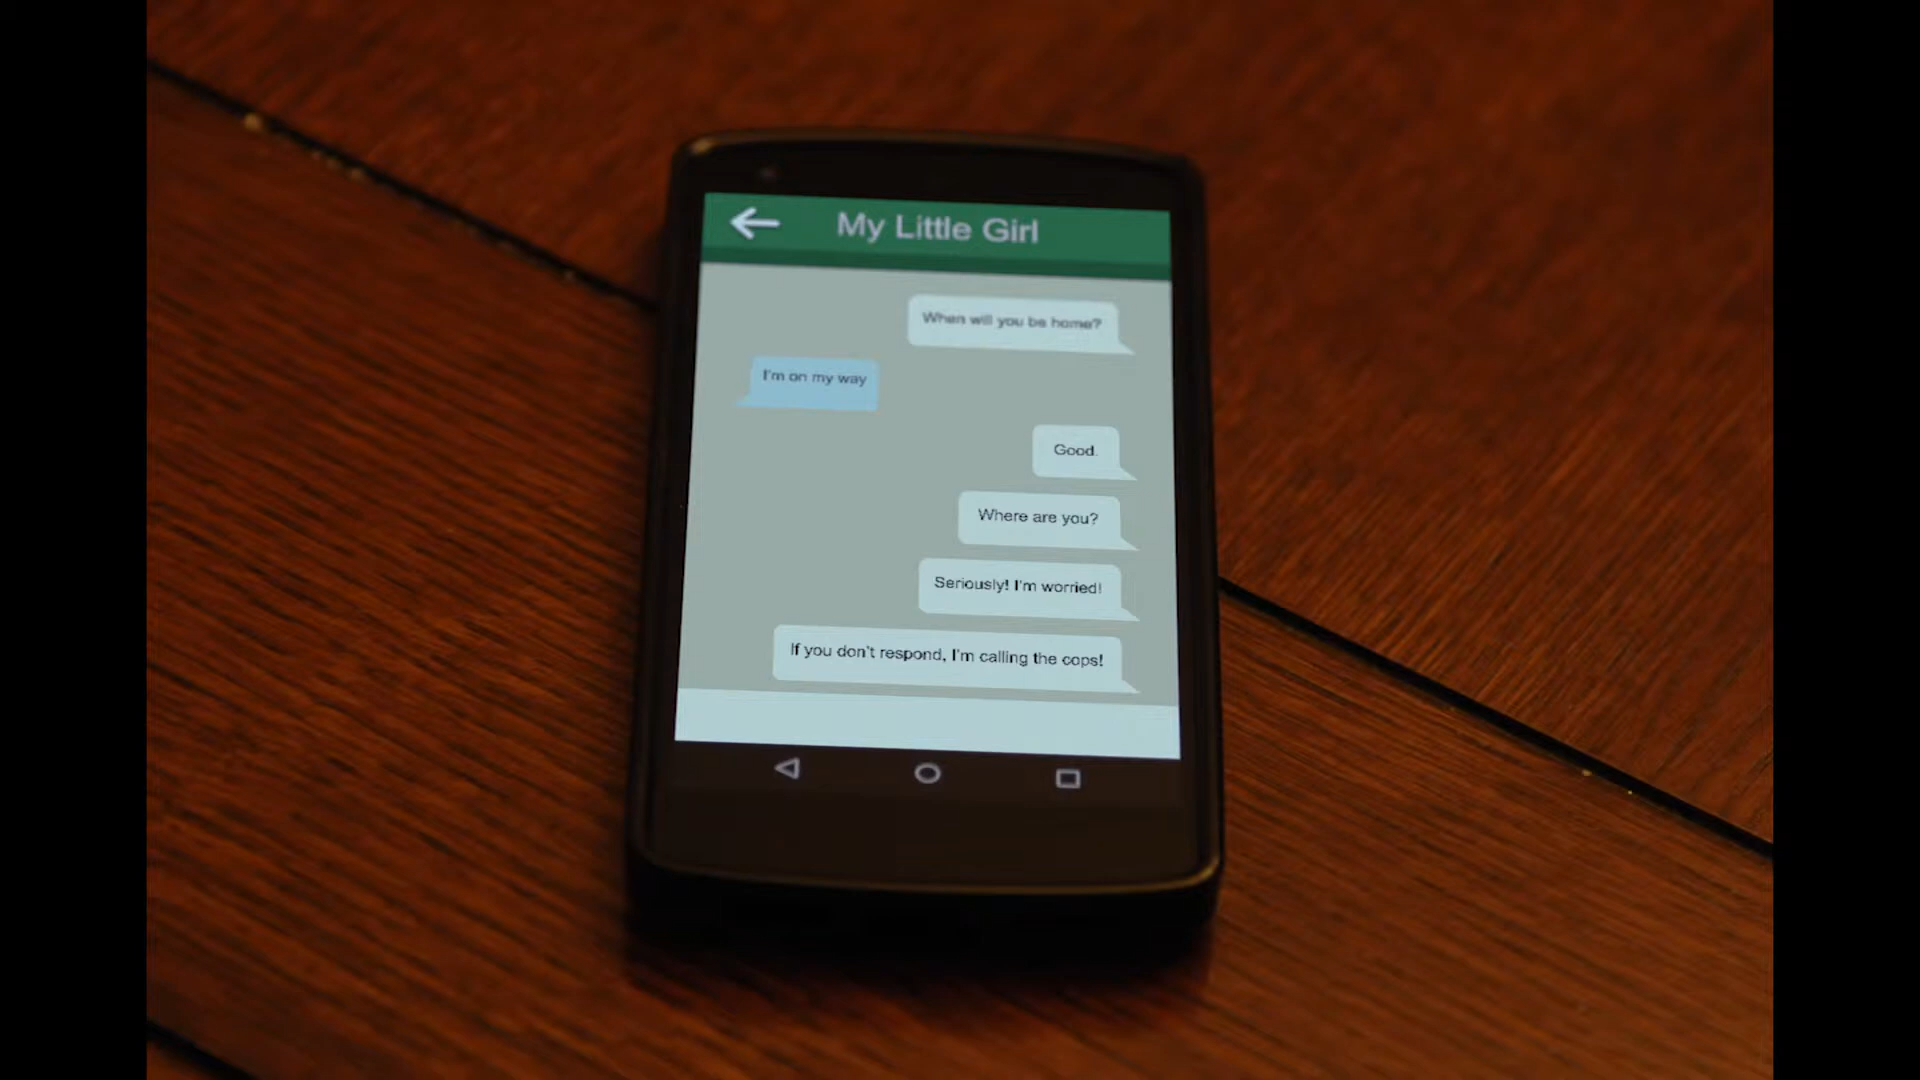 My Little Girl
When will you be home?
I'm on my way
Good.
Where are you?
Seriously! I'm worried!
If you don't respond, I'm calling the cops!